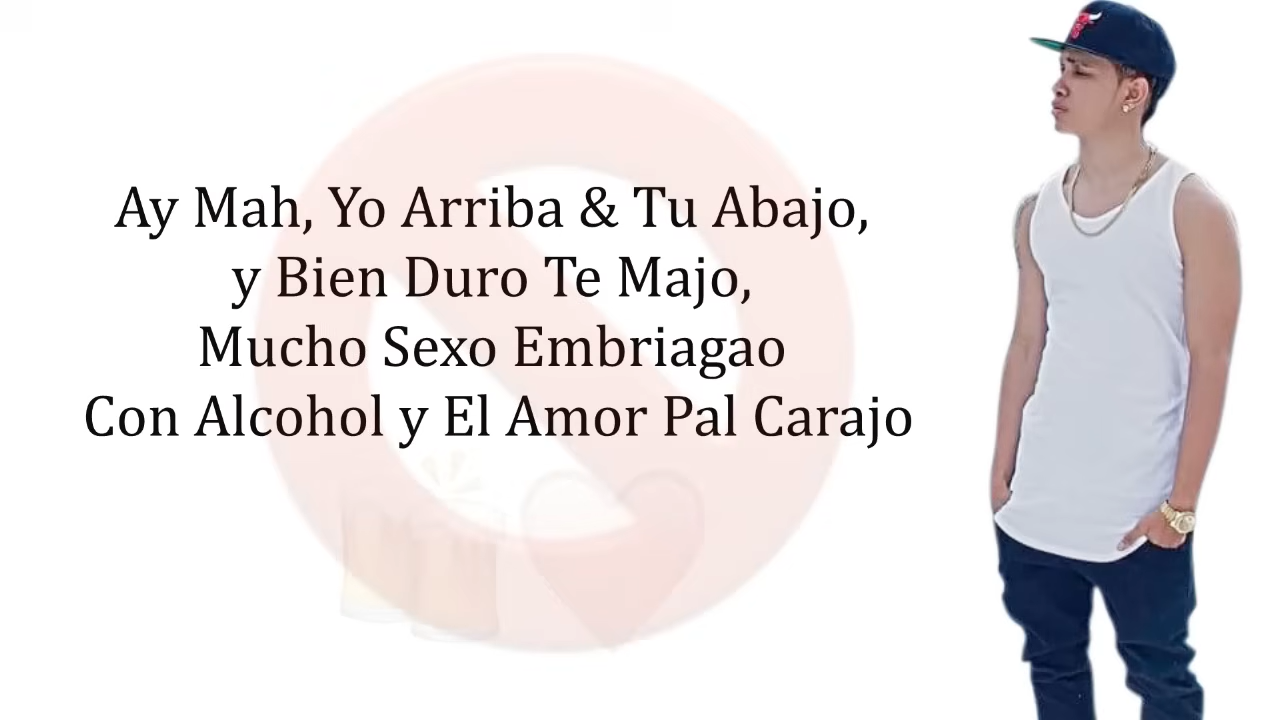 Ay Mah, Yo Arriba & Tu Abajo,
y Bien Duro Te Majo,
Mucho Sexo Embriagao
Con Alcohol y El Amor Pal Carajo